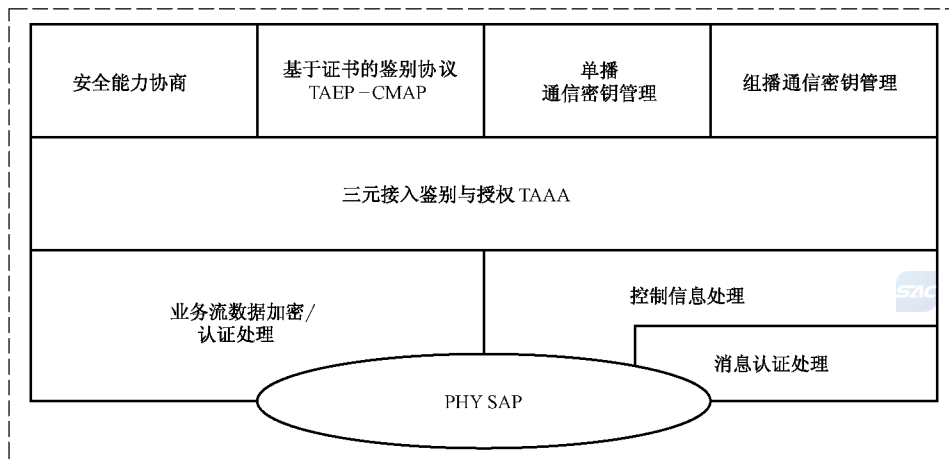 安全能力协商
基于证书的鉴别协议
TAEP-CMAP
单播
通信密钥管理
组播通信密钥管理
三元接入鉴别与授权 TAAA
业务流数据加密/
认证处理
控制信息处理
SAC
消息认证处理
PHY SAP